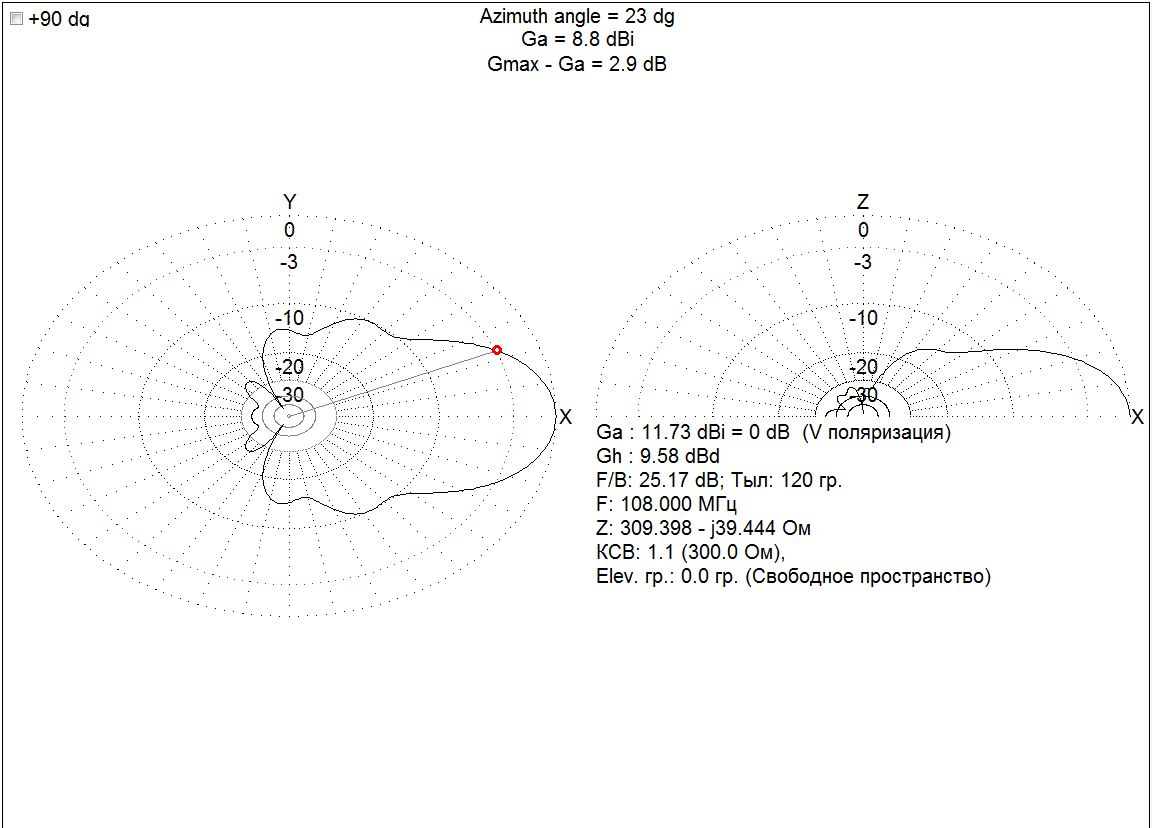 +90 dg
Azimuth angle = 23 dg
Ga = 8.8 dBi
Gmax - Ga = 2.9 dB
Y
0
-3
-10
-20
-30
X
Z
0
-3
-10
-20
-30
X
Ga : 11.73 dBi = 0 dB (V поляризация)
Gh : 9.58 dBd
F/B: 25.17 dB; Тыл: 120 гр.
F: 108.000 МГц
Z: 309.398 - j39.444 Ом
КСВ: 1.1 (300.0 Ом),
Elev. гр.: 0.0 гр. (Свободное пространство)